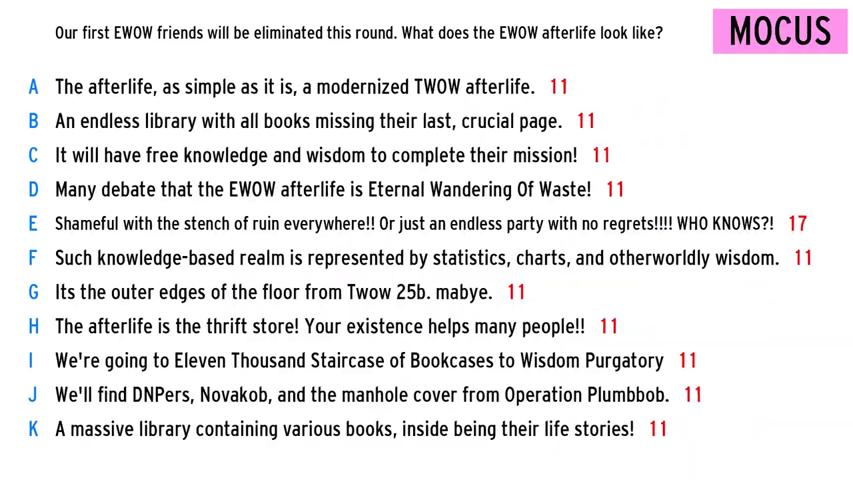 Our first EWOW friends will be eliminated this round. What does the EWOW afterlife look like?
MOCUS
A The afterlife, as simple as it is, a modernized TWOW afterlife. 11
B An endless library with all books missing their last, crucial page. 11
C It will have free knowledge and wisdom to complete their mission! 11
D Many debate that the EWOW afterlife is Eternal Wandering Of Waste! 11
E Shameful with the stench of ruin everywhere!! Or just an endless party with no regrets!!!! WHO KNOWS?! 17
F Such knowledge-based realm is represented by statistics, charts, and otherworldly wisdom. 11
G Its the outer edges of the floor from Twow 25b. mabye. 11
H The afterlife is the thrift store! Your existence helps many people!! 11
I We're going to Eleven Thousand Staircase of Bookcases to Wisdom Purgatory 11
J We'll find DNPers, Novakob, and the manhole cover from Operation Plumbbob. 11
K A massive library containing various books, inside being their life stories! 11